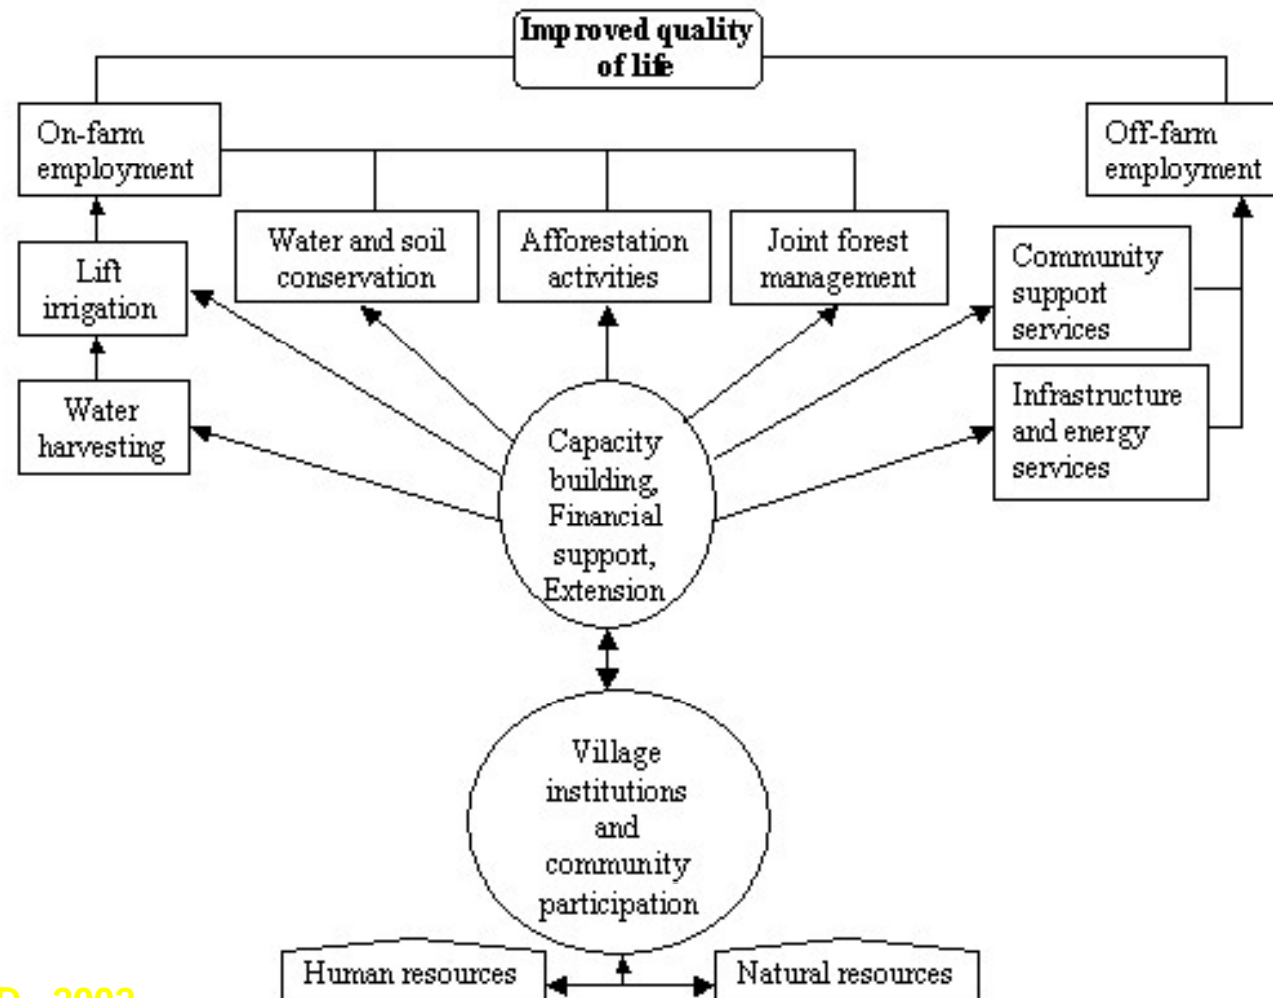 Improved quality
of life
On-farm
employment
Off-farm
employment
Water and soil
conservation
Afforestation
activities
Joint forest
management
Community
support
services
Lift
irrigation
Water
harvesting
Infrastructure
and energy
services
Capacity
building,
Financial
support,
Extension
Village
institutions
and
community
participation
Human resources
Natural resources